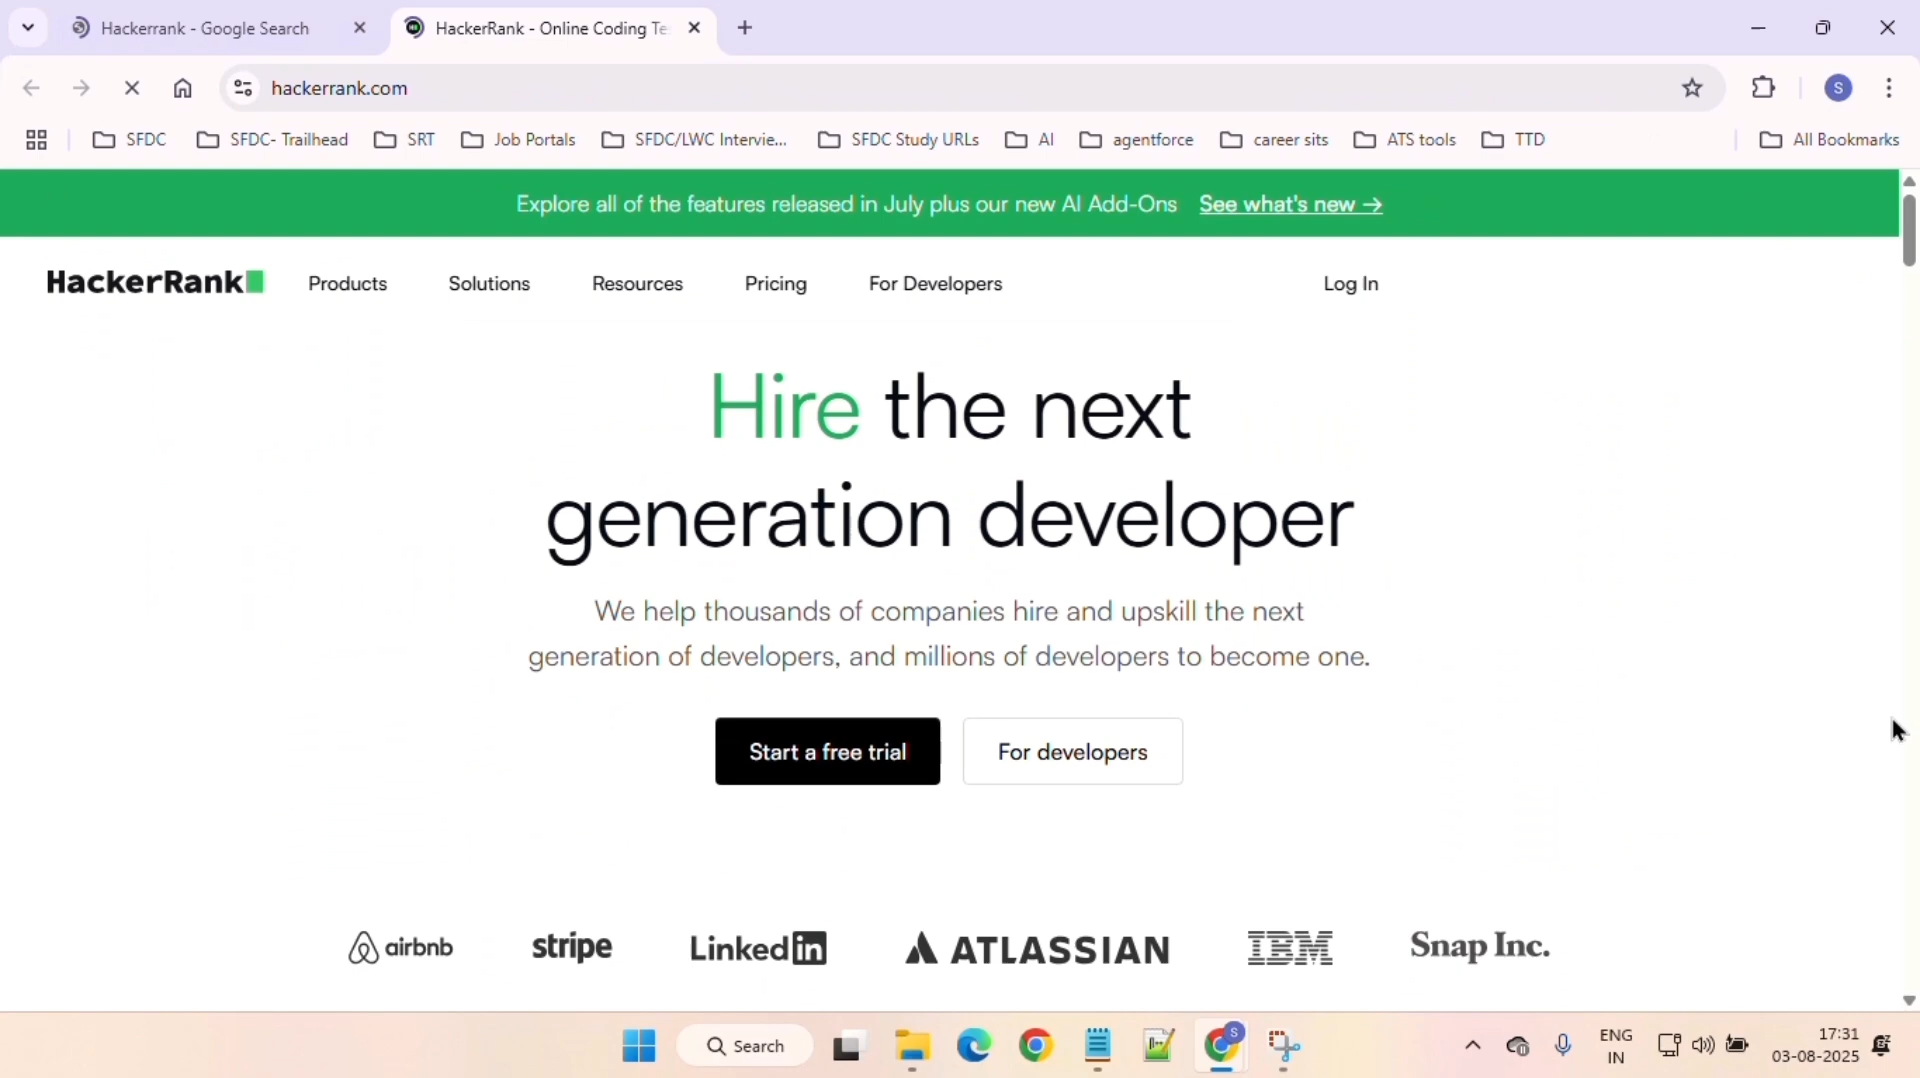 Hackerrank - Google Search
HackerRank - Online Coding Te
hackerrank.com
S
SFDC
SFDC- Trailhead
SRT
Job Portals
SFDC/LWC Intervie...
SFDC Study URLs
AI
agentforce
career sits
ATS tools
TTD
All Bookmarks
Explore all of the features released in July plus our new AI Add-Ons See what's new →
HackerRank
Products
Solutions
Resources
Pricing
For Developers
Log In
Hire the next
generation developer
We help thousands of companies hire and upskill the next
generation of developers, and millions of developers to become one.
Start a free trial
For developers
airbnb
stripe
Linkedin
ATLASSIAN
IBM
Snap Inc.
Search
S
ENG
IN
17:31
03-08-2025